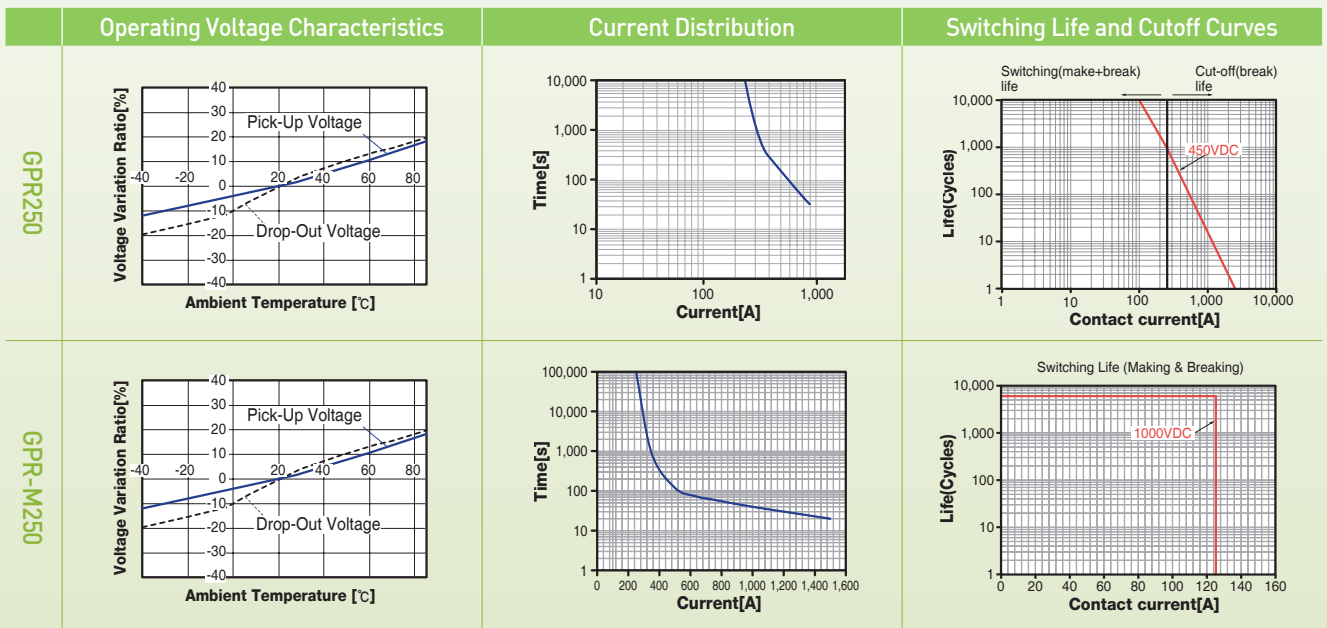 Operating Voltage Characteristics
Current Distribution
Switching Life and Cutoff Curves
GPR250
Voltage Variation Ratio[%]
40
30
20
10
0
-10
-20
-30
-40
-40 -20 20 40 60 80
Pick-Up Voltage
Drop-Out Voltage
Ambient Temperature [℃]
Time[s]
10,000
1,000
100
10
1
10 100 1,000
Current[A]
Switching(make+break)
life
Cut-off(break)
life
Life(Cycles)
10,000
1,000
100
10
1
450VDC
1 10 100 1,000 10,000
Contact current[A]
GPR-M250
Voltage Variation Ratio[%]
40
30
20
10
0
-10
-20
-30
-40
-40 -20 20 40 60 80
Pick-Up Voltage
Drop-Out Voltage
Ambient Temperature [℃]
Time[s]
100,000
10,000
1,000
100
10
1
0 200 400 600 800 1,000 1,200 1,400 1,600
Current[A]
Switching Life (Making & Breaking)
Life(Cycles)
10,000
1,000
100
10
1
1000VDC
0 20 40 60 80 100 120 140 160
Contact current[A]